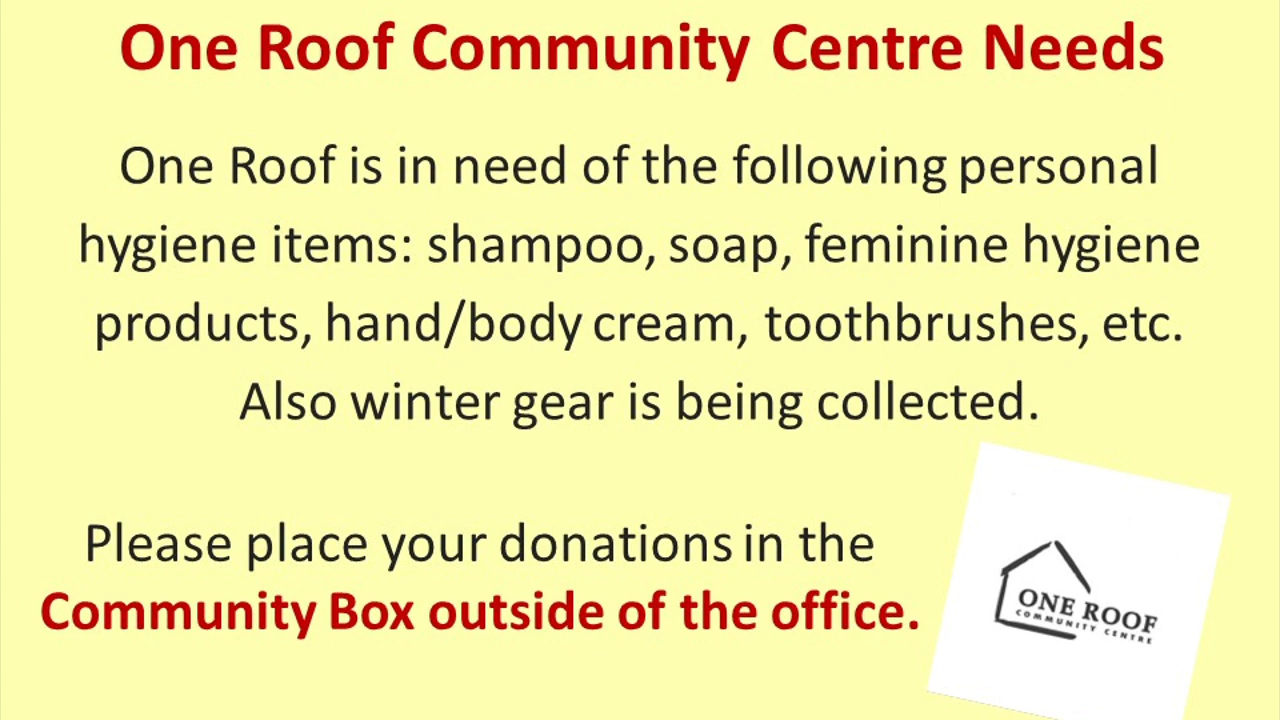 One Roof Community Centre Needs
One Roof is in need of the following personal
hygiene items: shampoo, soap, feminine hygiene
products, hand/body cream, toothbrushes, etc.
Also winter gear is being collected.
Please place your donations in the
Community Box outside of the office.
ONE ROOF
COMMUNITY CENTRE